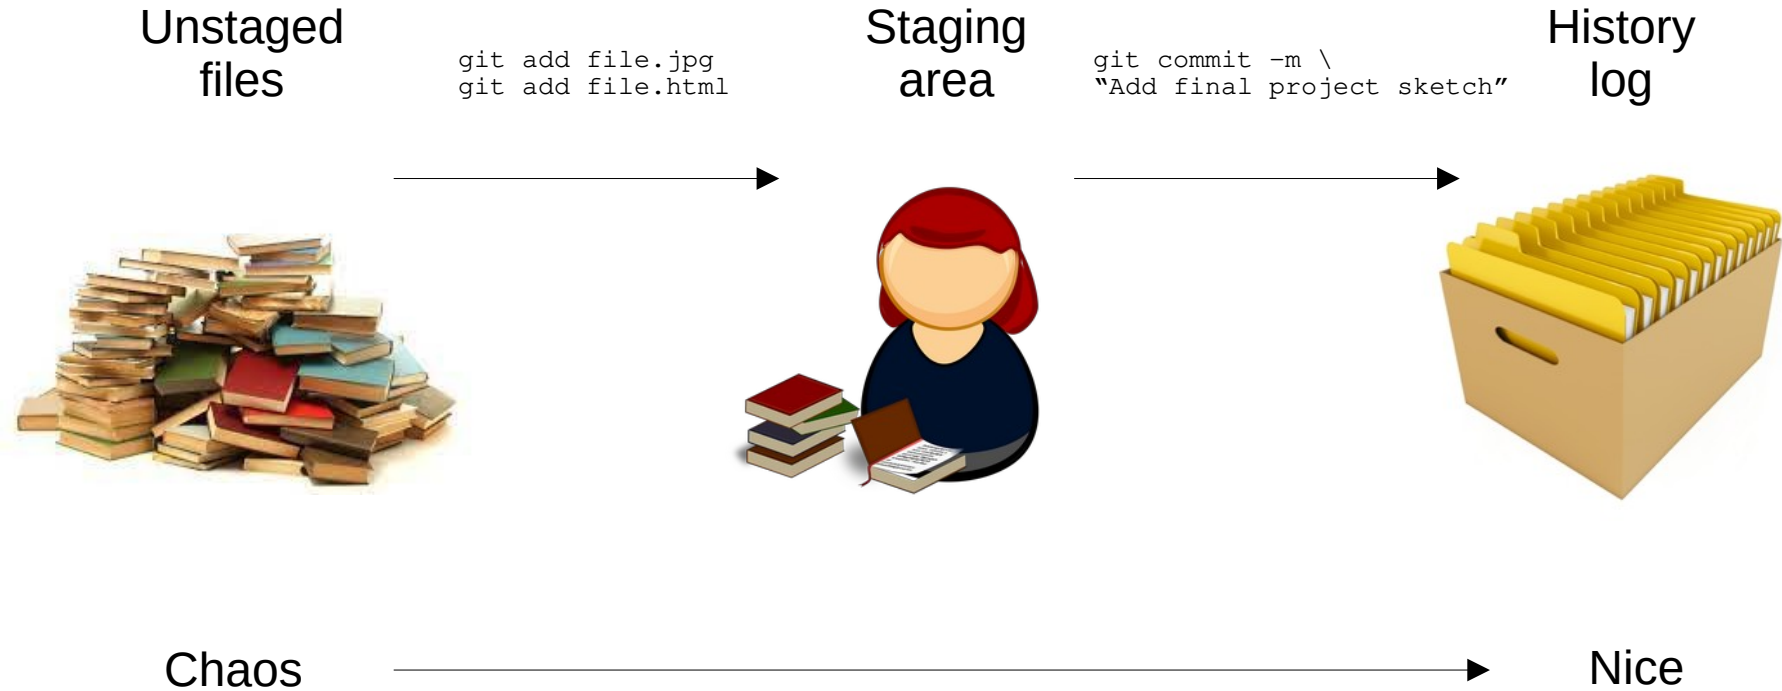 Unstaged
files
git add file.jpg
git add file.html
Staging
area
git commit -m \
“Add final project sketch”
History
log
Chaos
Nice